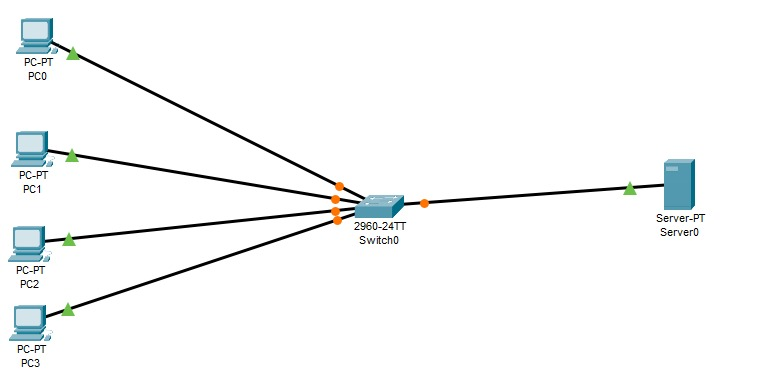 PC-PT
PC0
PC-PT
PC1
PC-PT
PC2
PC-PT
PC3
2960-24TT
Switch0
Server-PT
Server0